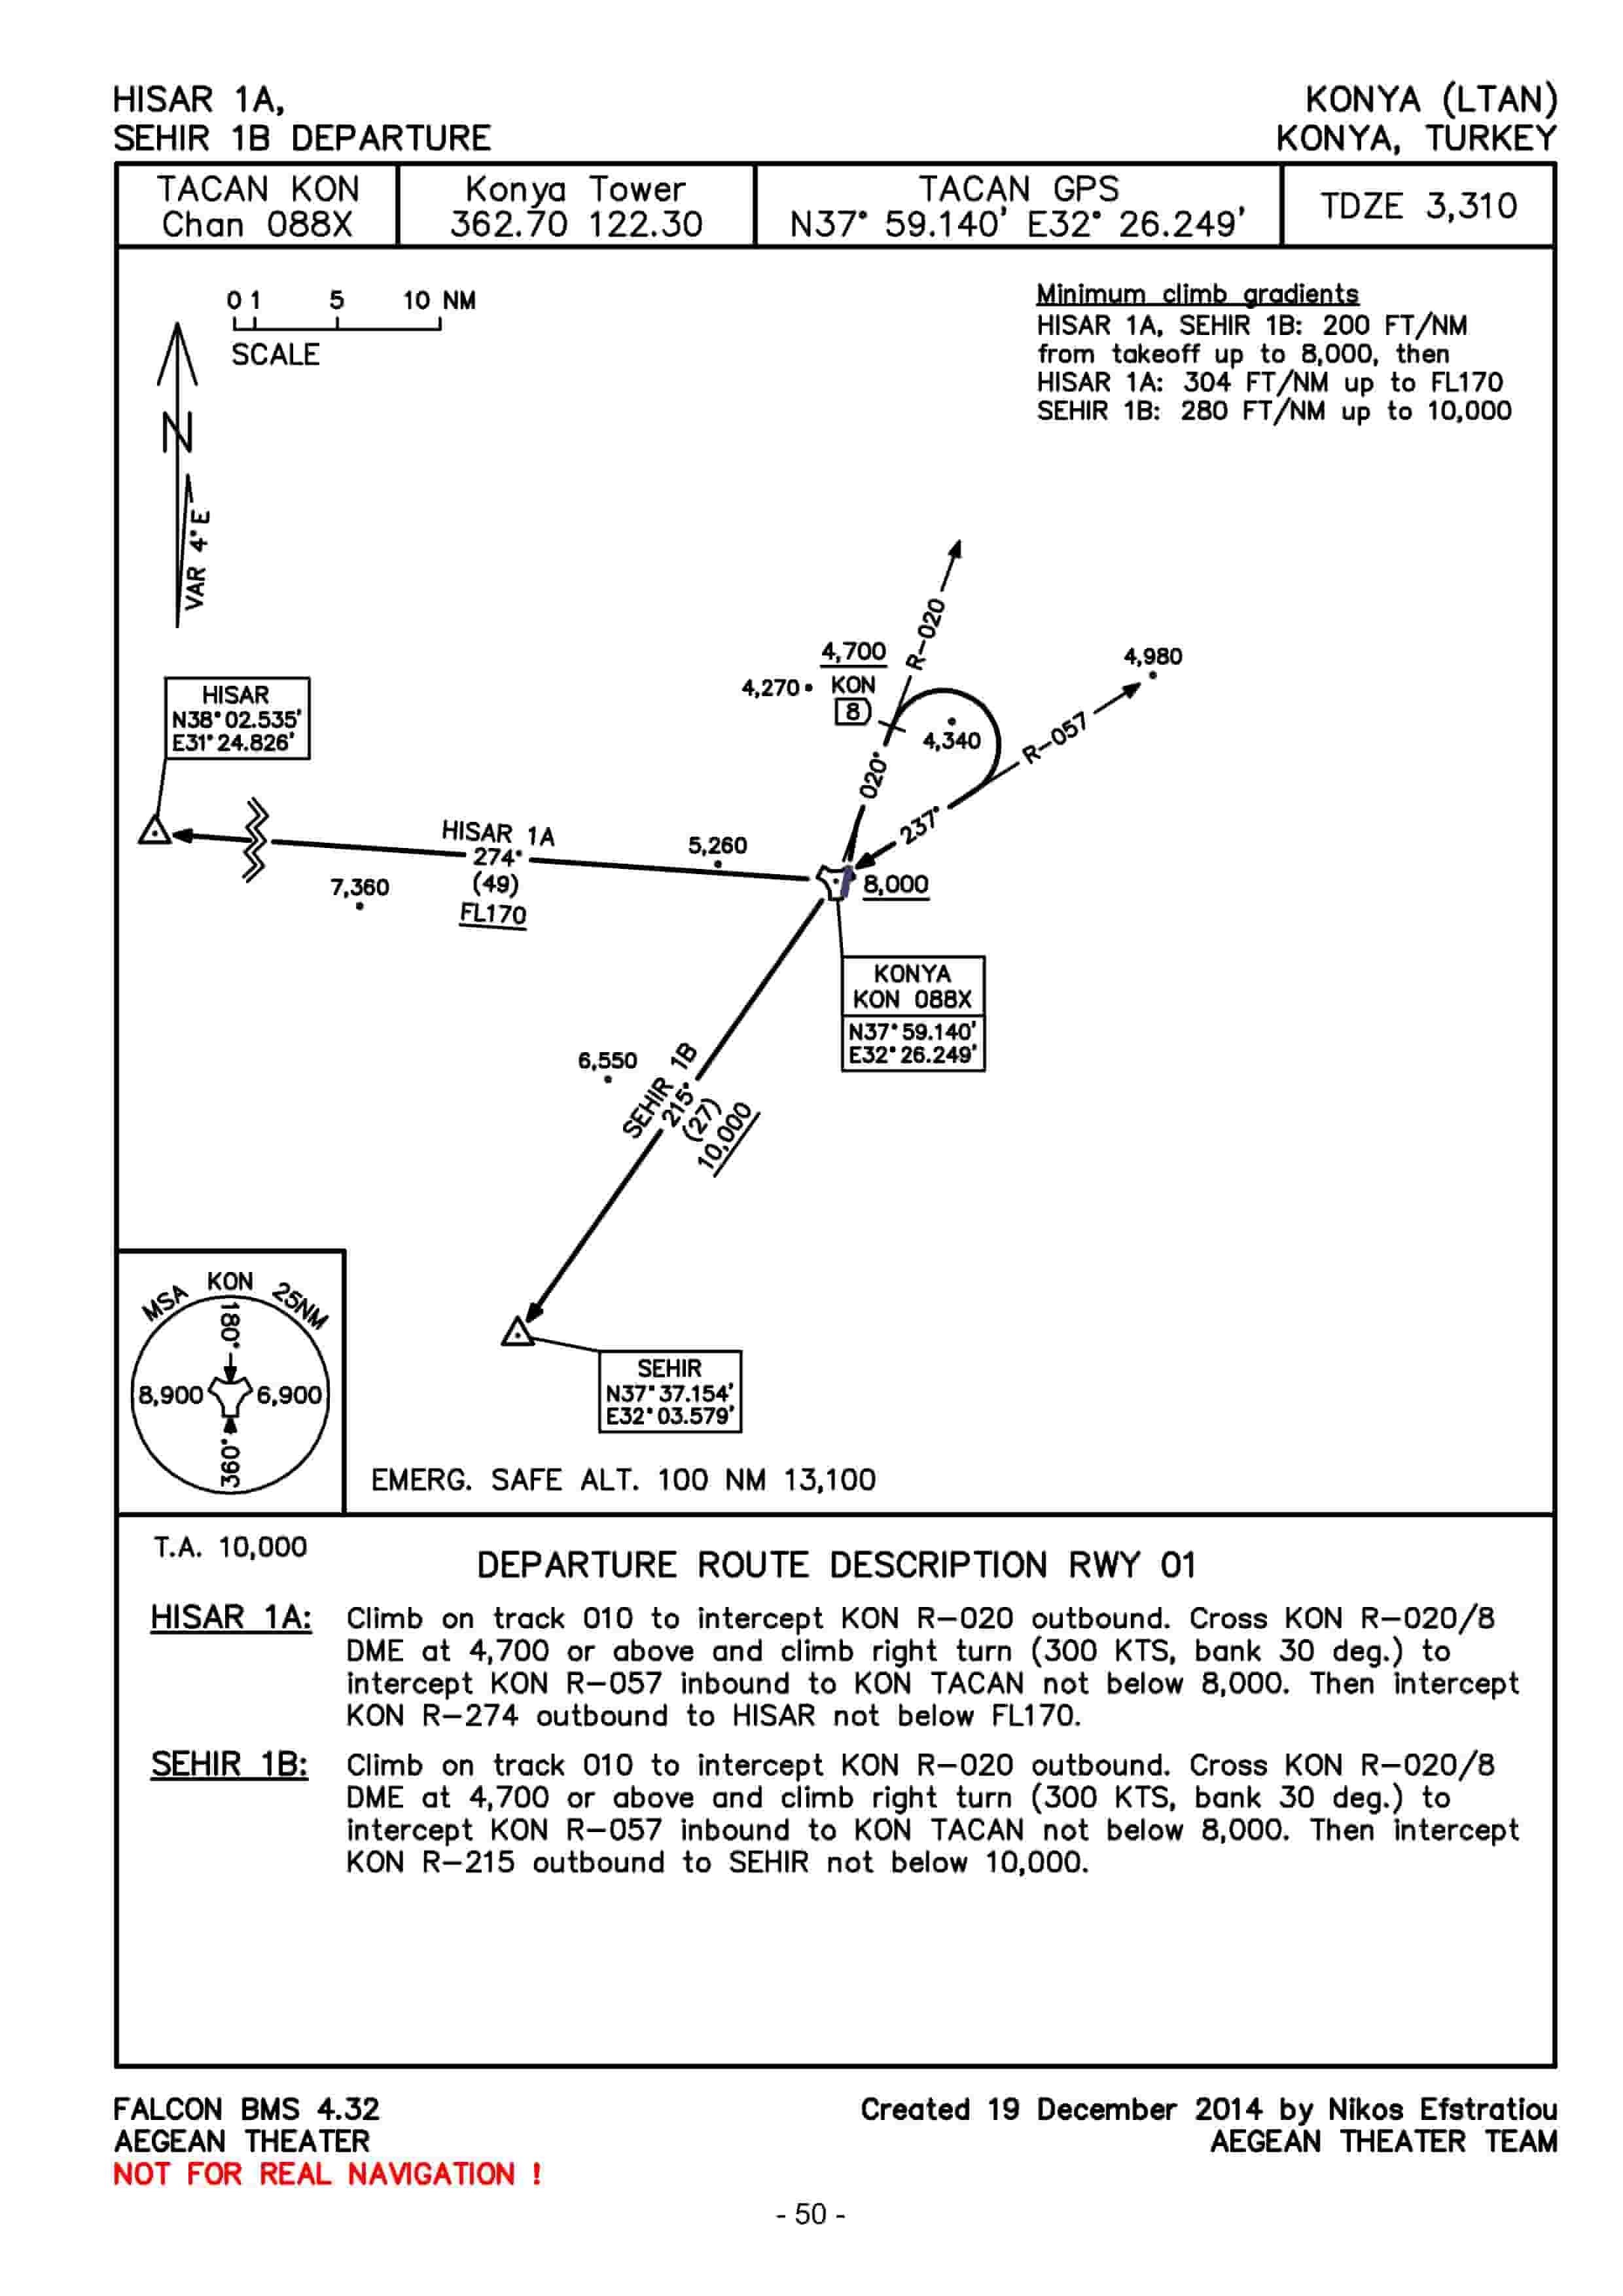 HISAR 1A,
SEHIR 1B DEPARTURE
KONYA (LTAN)
KONYA, TURKEY
TACAN KON
Chan 088X
Konya Tower
362.70 122.30
TACAN GPS
N37° 59.140' E32° 26.249'
TDZE 3,310
0 1 5 10 NM
SCALE
Minimum climb gradients
HISAR 1A, SEHIR 1B: 200 FT/NM
from takeoff up to 8,000, then
HISAR 1A: 304 FT/NM up to FL170
SEHIR 1B: 280 FT/NM up to 10,000
N
VAR 4°E
R-020
4,700
4,270 KON
8
4,980
HISAR
N38°02.535'
E31°24.826'
4,340
R-057
020°
237°
HISAR 1A
274°
(49)
FL170
5,260
7,360
8,000
KONYA
KON 088X
N37°59.140'
E32°26.249'
6,550
SEHIR 1B
215°
(27)
10,000
SEHIR
N37°37.154'
E32°03.579'
MSA KON 25NM
180°
8,900 6,900
360°
EMERG. SAFE ALT. 100 NM 13,100
T.A. 10,000
DEPARTURE ROUTE DESCRIPTION RWY 01
HISAR 1A: Climb on track 010 to intercept KON R-020 outbound. Cross KON R-020/8
DME at 4,700 or above and climb right turn (300 KTS, bank 30 deg.) to
intercept KON R-057 inbound to KON TACAN not below 8,000. Then intercept
KON R-274 outbound to HISAR not below FL170.
SEHIR 1B: Climb on track 010 to intercept KON R-020 outbound. Cross KON R-020/8
DME at 4,700 or above and climb right turn (300 KTS, bank 30 deg.) to
intercept KON R-057 inbound to KON TACAN not below 8,000. Then intercept
KON R-215 outbound to SEHIR not below 10,000.
FALCON BMS 4.32
AEGEAN THEATER
NOT FOR REAL NAVIGATION !
Created 19 December 2014 by Nikos Efstratiou
AEGEAN THEATER TEAM
- 50 -